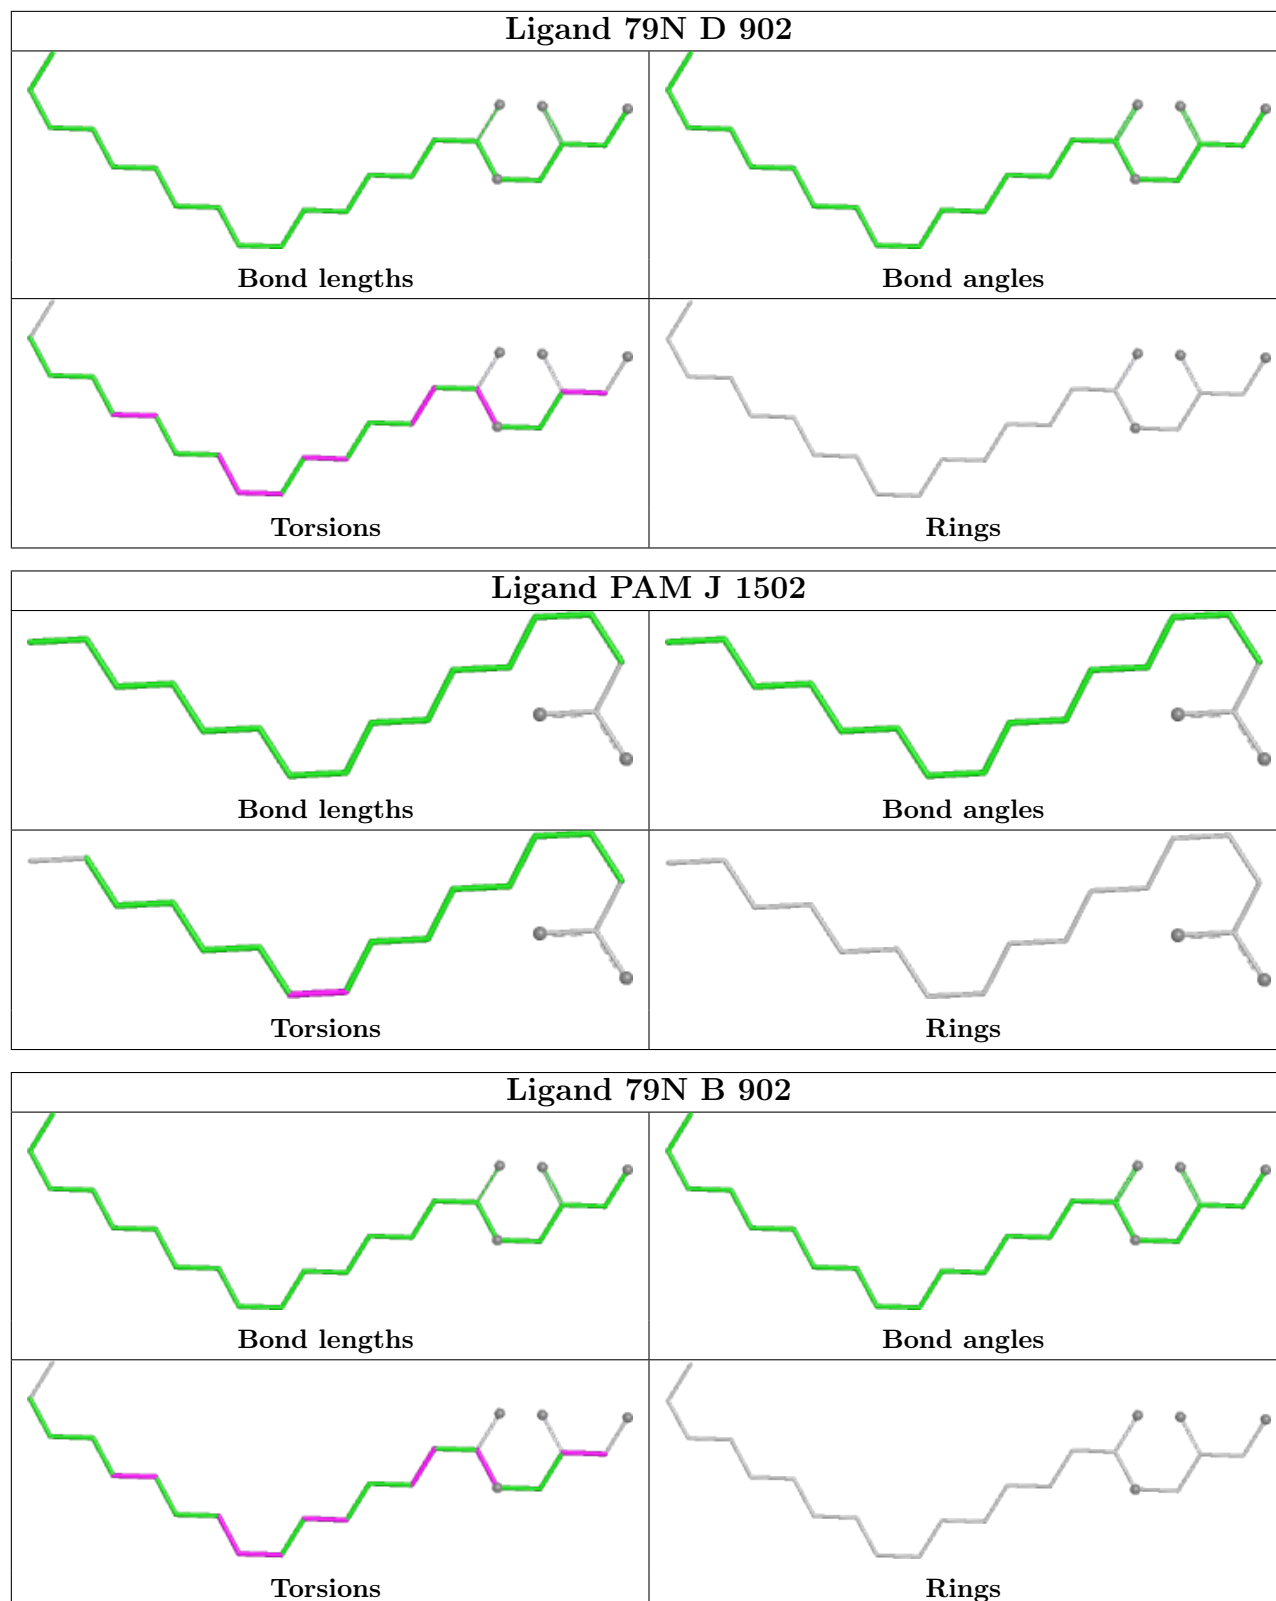 Ligand 79N D 902
Bond lengths
Bond angles
Torsions
Rings
Ligand PAM J 1502
Bond lengths
Bond angles
Torsions
Rings
Ligand 79N B 902
Bond lengths
Bond angles
Torsions
Rings